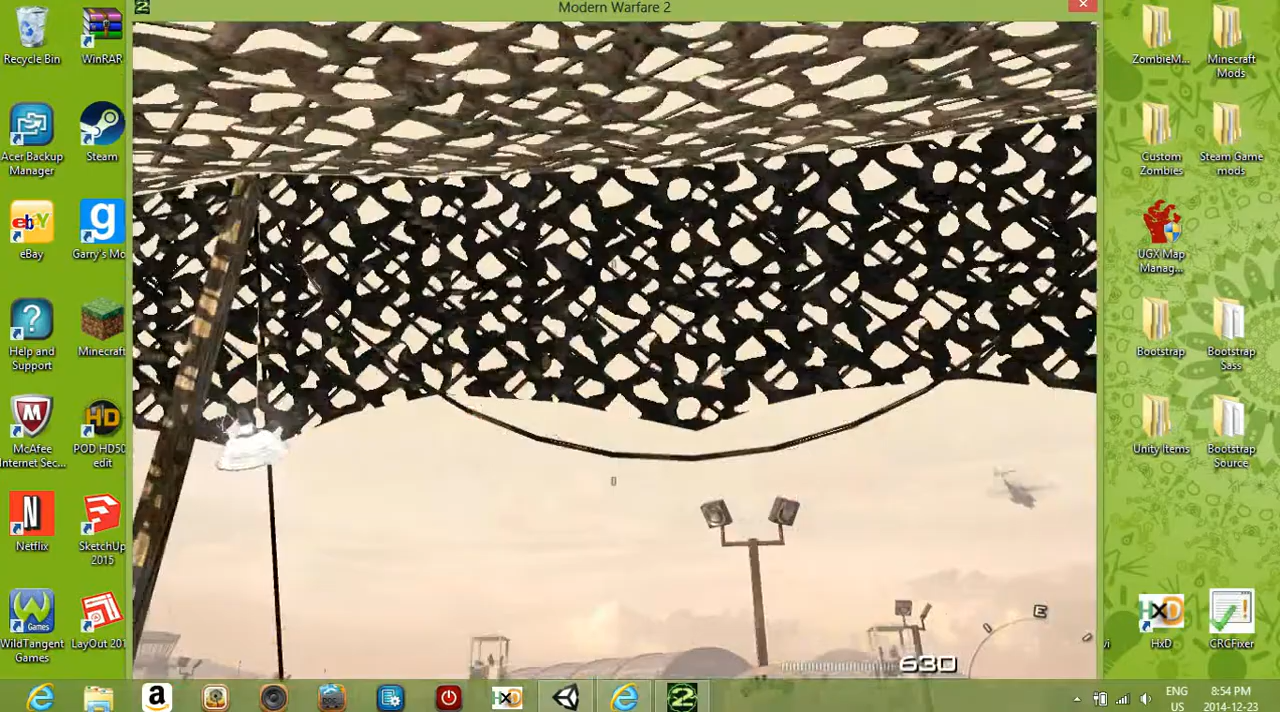 Modern Warfare 2
Recycle Bin
WinRAR
Acer Backup
Manager
Steam
eBay
Garry's Mo
Help and
Support
Minecraft
McAfee
Internet Sec...
POD HD50
edit
Netflix
SketchUp
2015
WildTangent
Games
LayOut 201
ZombieM...
Minecraft
Mods
Custom
Zombies
Steam Game
mods
UGX Map
Manag...
Bootstrap
Bootstrap
Sass
Unity Items
Bootstrap
Source
HxD
CRCFixer
E
630
ENG
US
8:54 PM
2014-12-23